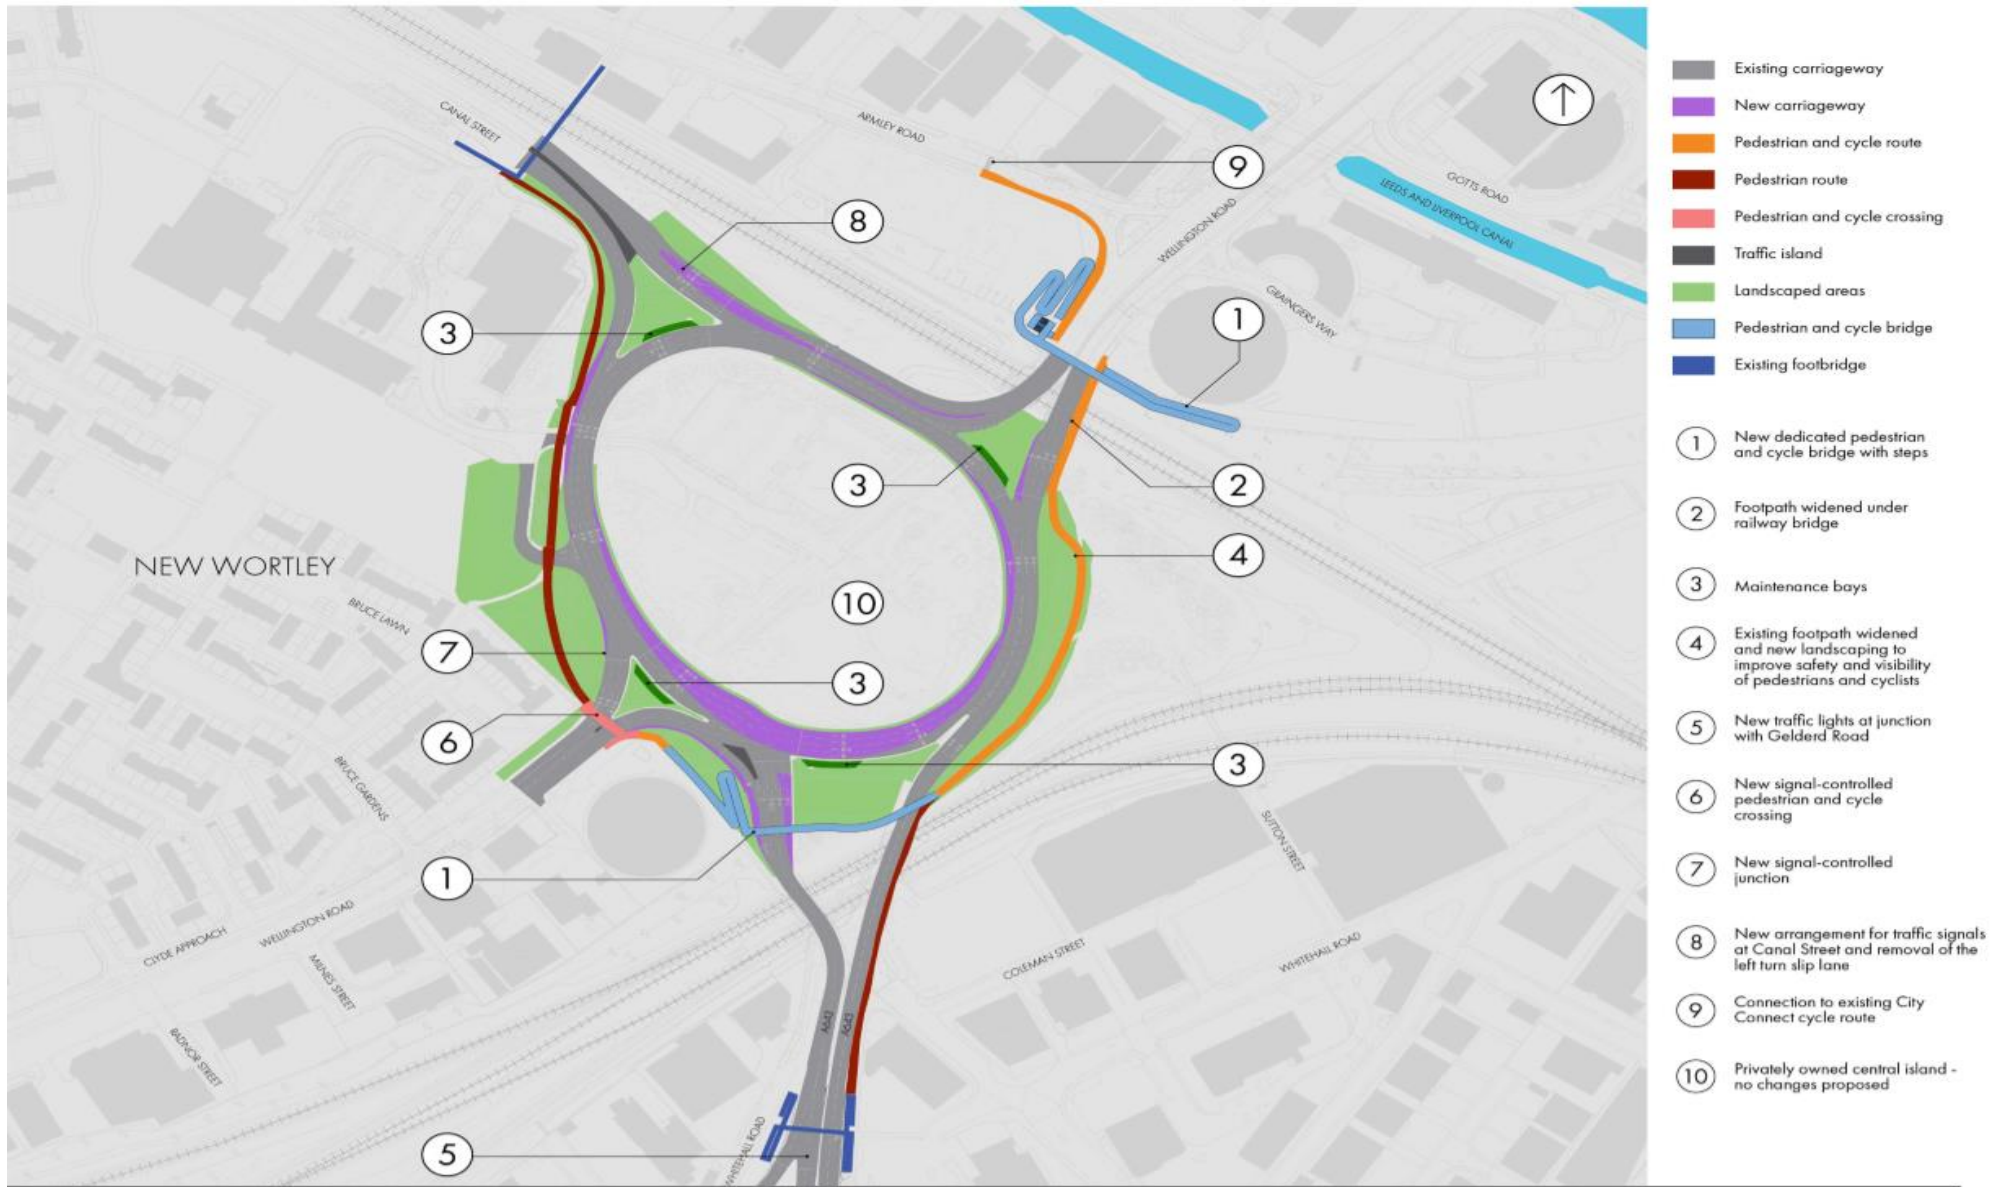 CANAL STREET
ARMLEY ROAD
9
GOTTS ROAD
LEEDS AND LIVERPOOL CANAL
8
WELLINGTON ROAD
GRAINGERS WAY
3
1
3
2
4
NEW WORTLEY
10
BRUCE LAWN
7
3
6
3
BRUCE GARDENS
SUTTON STREET
1
CLYDE APPROACH
WELLINGTON ROAD
MILNES STREET
COLEMAN STREET
WHITEHALL ROAD
RADNOR STREET
A643
A643
WHITEHALL ROAD
5
Existing carriageway
New carriageway
Pedestrian and cycle route
Pedestrian route
Pedestrian and cycle crossing
Traffic island
Landscaped areas
Pedestrian and cycle bridge
Existing footbridge
1 New dedicated pedestrian
and cycle bridge with steps
2 Footpath widened under
railway bridge
3 Maintenance bays
4 Existing footpath widened
and new landscaping to
improve safety and visibility
of pedestrians and cyclists
5 New traffic lights at junction
with Gelderd Road
6 New signal-controlled
pedestrian and cycle
crossing
7 New signal-controlled
junction
8 New arrangement for traffic signals
at Canal Street and removal of the
left turn slip lane
9 Connection to existing City
Connect cycle route
10 Privately owned central island -
no changes proposed